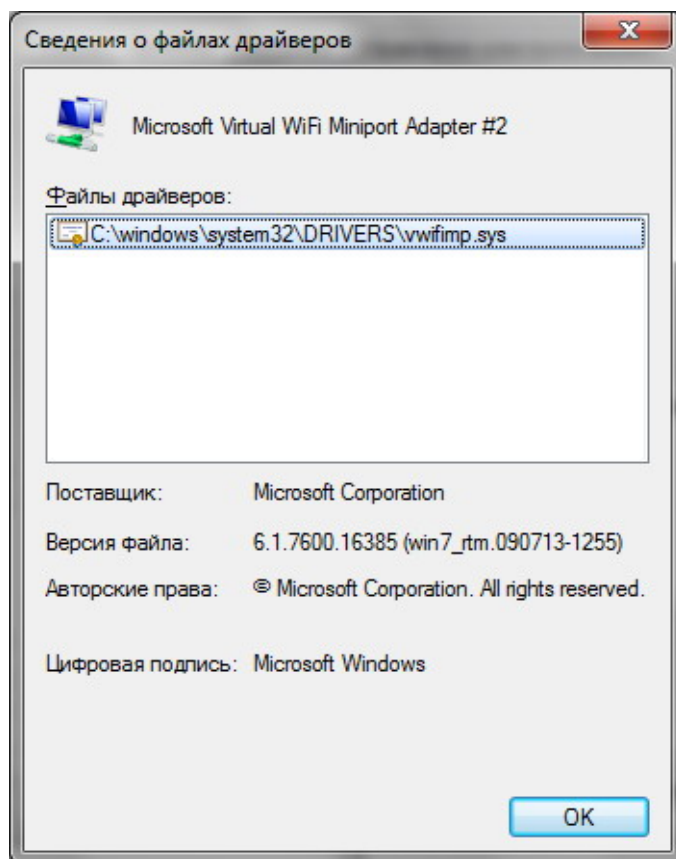 Сведения о файлах драйверов
Microsoft Virtual WiFi Miniport Adapter #2
Файлы драйверов:
C:\windows\system32\DRIVERS\vwifimp.sys
Поставщик: Microsoft Corporation
Версия файла: 6.1.7600.16385 (win7_rtm.090713-1255)
Авторские права: © Microsoft Corporation. All rights reserved.
Цифровая подпись: Microsoft Windows
OK